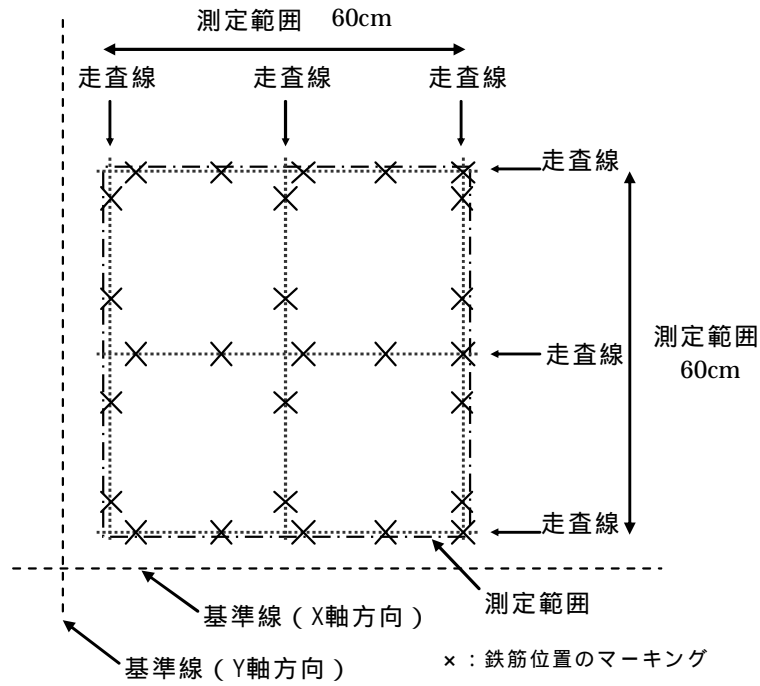 測定範囲 60cm
走査線 走査線 走査線
走査線
測定範囲
60cm
走査線
走査線
測定範囲
基準線（X軸方向）
基準線（Y軸方向）
×：鉄筋位置のマーキング